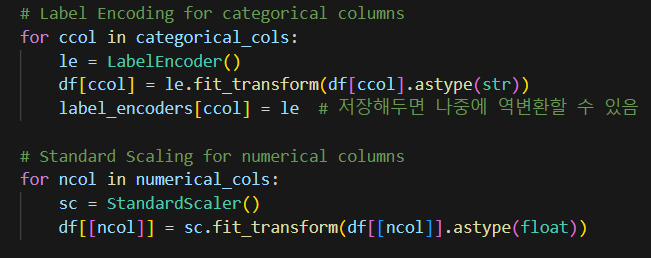 # Label Encoding for categorical columns
for ccol in categorical_cols:
    le = LabelEncoder()
    df[ccol] = le.fit_transform(df[ccol].astype(str))
    label_encoders[ccol] = le  # 저장해두면 나중에 역변환할 수 있음

# Standard Scaling for numerical columns
for ncol in numerical_cols:
    sc = StandardScaler()
    df[[ncol]] = sc.fit_transform(df[[ncol]].astype(float))